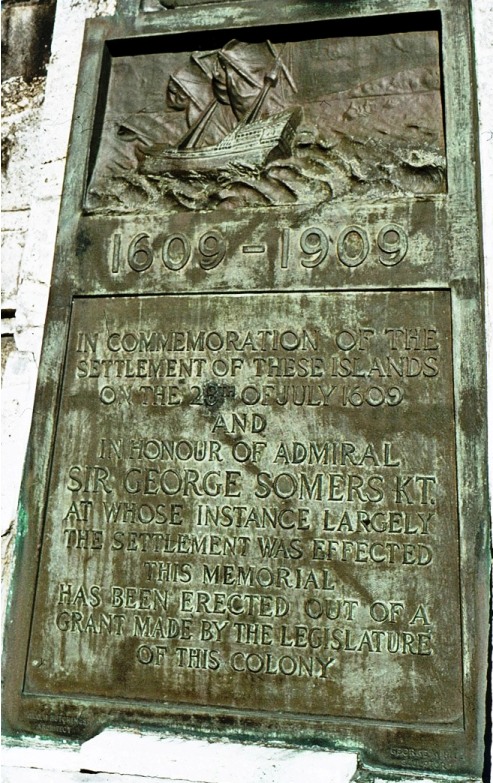 1609 - 1909
IN COMMEMORATION OF THE
SETTLEMENT OF THESE ISLANDS
ON THE 28TH OF JULY 1609
AND
IN HONOUR OF ADMIRAL
SIR GEORGE SOMERS KT.
AT WHOSE INSTANCE LARGELY
THE SETTLEMENT WAS EFFECTED
THIS MEMORIAL
HAS BEEN ERECTED OUT OF A
GRANT MADE BY THE LEGISLATURE
OF THIS COLONY